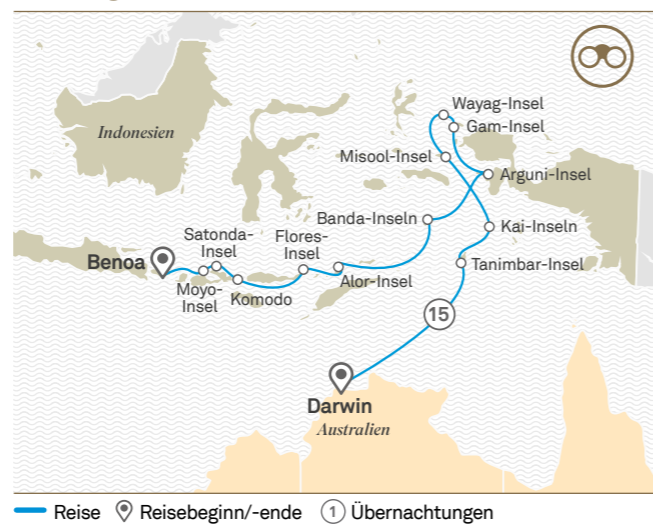 Wayag-Insel
Gam-Insel
Indonesien
Misool-Insel
Arguni-Insel
Banda-Inseln
Kai-Inseln
Satonda-
Insel
Flores-
Insel
Benoa
Tanimbar-Insel
Moyo-
Insel
Komodo
Alor-Insel
15
Darwin
Australien
Reise
Reisebeginn/-ende
1 Übernachtungen